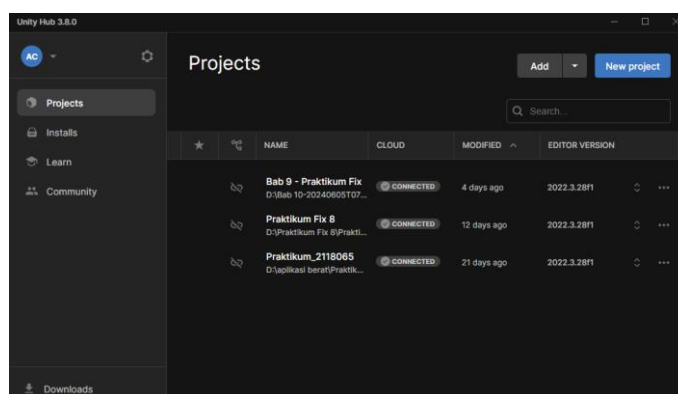 Unity Hub 3.8.0
AC
Projects
Add
New project
Projects
Search...
Installs
Learn
Community
NAME CLOUD MODIFIED EDITOR VERSION
Bab 9 - Praktikum Fix CONNECTED 4 days ago 2022.3.28f1
D:\Bab 10-20240605T07...
Praktikum Fix 8 CONNECTED 12 days ago 2022.3.28f1
D:\Praktikum Fix 8\Prakti...
Praktikum_2118065 CONNECTED 21 days ago 2022.3.28f1
D:\aplikasi berat\Praktik...
Downloads